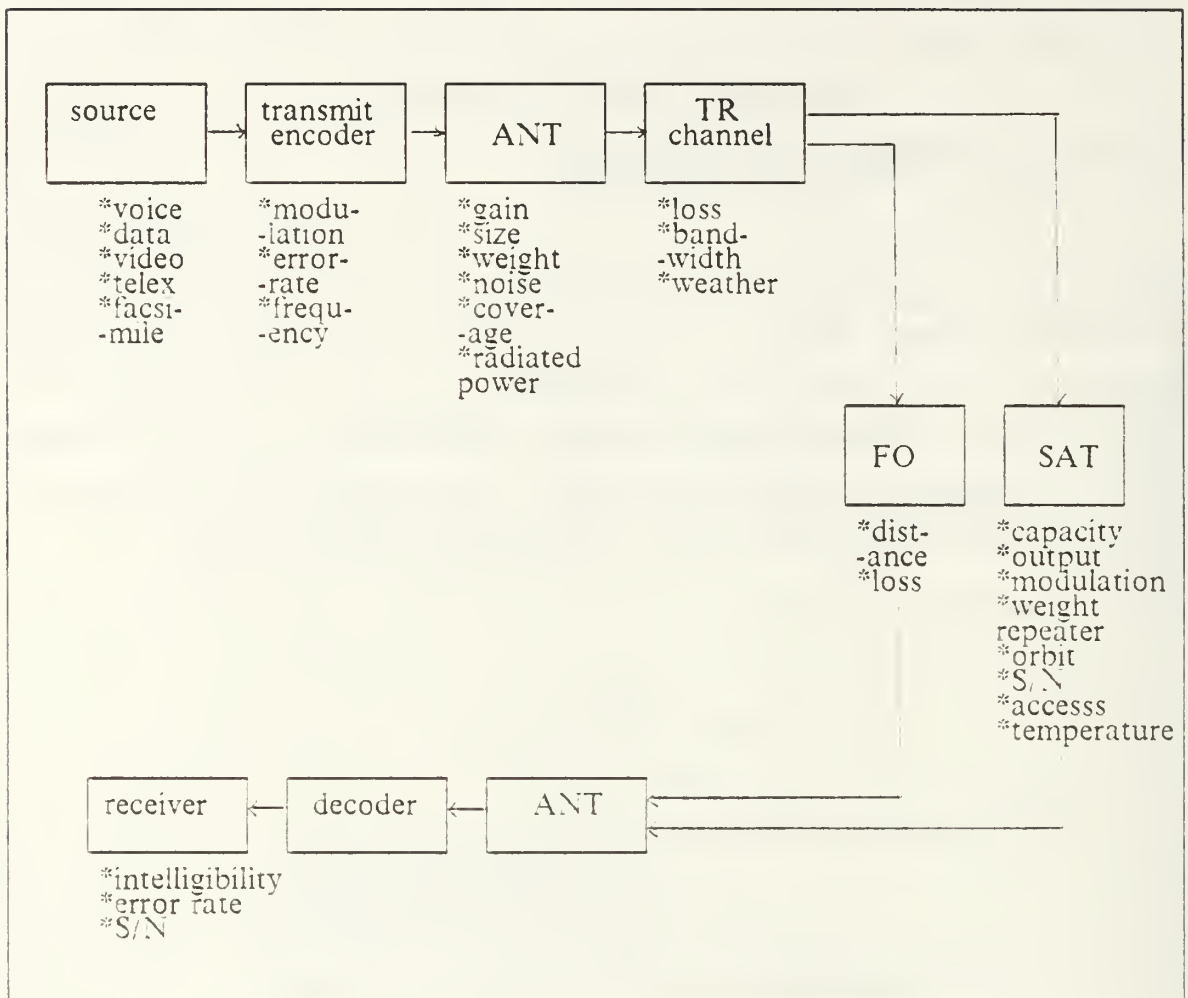 source
transmit
encoder
ANT
TR
channel
*voice
*data
*video
*telex
*facsi-
-mile
*modu-
-lation
*error-
-rate
*frequ-
-ency
*gain
*size
*weight
*noise
*cover-
-age
*radiated
power
*loss
*band-
-width
*weather
FO
SAT
*dist-
-ance
*loss
*capacity
*output
*modulation
*weight
repeater
*orbit
*S/N
*accesss
*temperature
receiver
decoder
ANT
*intelligibility
*error rate
*S/N